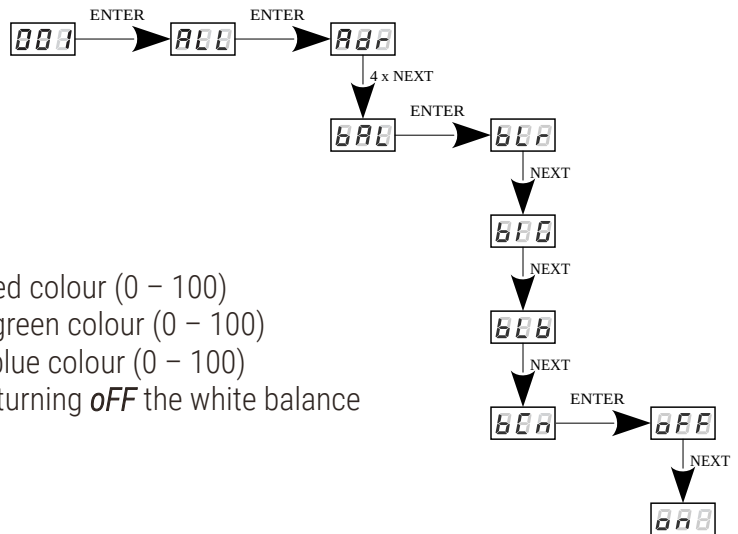 ENTER ENTER
001 ALL Adr
4 x NEXT
ENTER
bAL bLr
NEXT
bLG
NEXT
ed colour (0 – 100)
green colour (0 – 100)
bLb
blue colour (0 – 100)
NEXT
turning oFF the white balance
ENTER
bCn oFF
NEXT
on